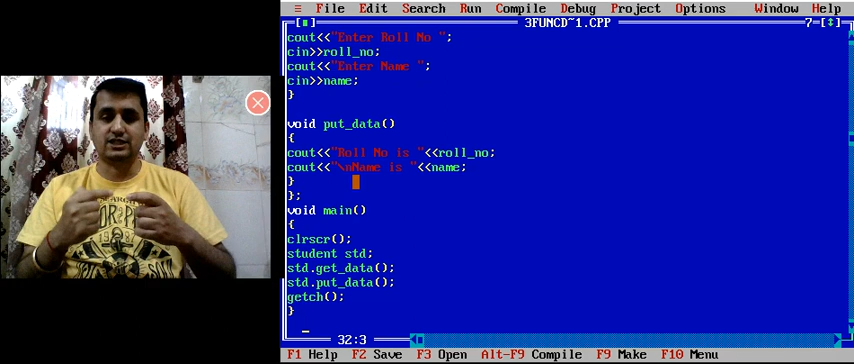 ≡ File Edit Search Run Compile Debug Project Options Window Help
3FUNCD~1.CPP 7=[↕]
cout<<"Enter Roll No ";
cin>>roll_no;
cout<<"Enter Name ";
cin>>name;
}
void put_data()
{
cout<<"Roll No is "<<roll_no;
cout<<"\nName is "<<name;
}
};
void main()
{
clrscr();
student std;
std.get_data();
std.put_data();
getch();
}
32:3
F1 Help F2 Save F3 Open Alt-F9 Compile F9 Make F10 Menu